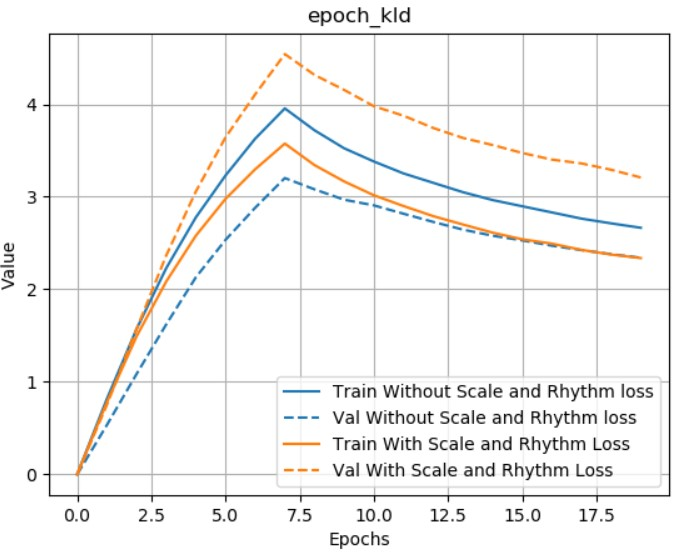 epoch_kld
Value
4
3
2
1
0
Train Without Scale and Rhythm loss
Val Without Scale and Rhythm loss
Train With Scale and Rhythm Loss
Val With Scale and Rhythm Loss
0.0 2.5 5.0 7.5 10.0 12.5 15.0 17.5
Epochs